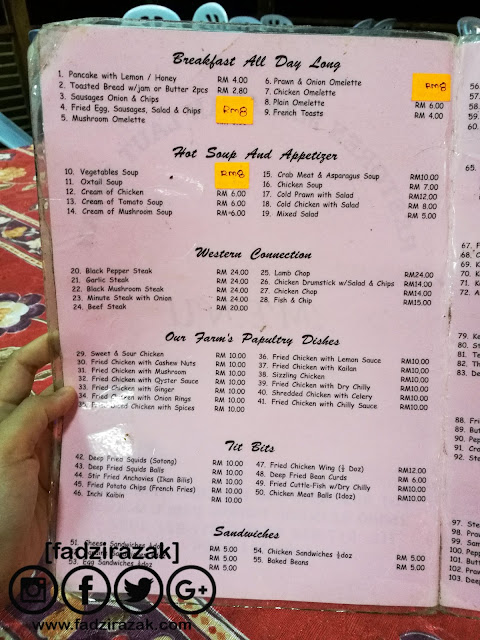 Breakfast All Day Long
1. Pancake with Lemon / Honey RM 4.00
2. Toasted Bread w/jam or Butter 2pcs RM 2.80
3. Sausages Onion & Chips
4. Fried Egg, Sausages, Salad & Chips RM8
5. Mushroom Omelette
6. Prawn & Onion Omelette RM8
7. Chicken Omelette
8. Plain Omelette RM 6.00
9. French Toasts RM 4.00
Hot Soup And Appetizer
10. Vegetables Soup RM8
11. Oxtail Soup
12. Cream of Chicken RM 6.00
13. Cream of Tomato Soup RM 6.00
14. Cream of Mushroom Soup RM 6.00
15. Crab Meat & Asparagus Soup RM10.00
16. Chicken Soup RM 7.00
17. Cold Prawn with Salad RM12.00
18. Cold Chicken with Salad RM 8.00
19. Mixed Salad RM 5.00
Western Connection
20. Black Pepper Steak RM 24.00
21. Garlic Steak RM 24.00
22. Black Mushroom Steak RM 24.00
23. Minute Steak with Onion RM 24.00
24. Beef Steak RM 20.00
25. Lamb Chop RM24.00
26. Chicken Drumstick w/Salad & Chips RM14.00
27. Chicken Chop RM14.00
28. Fish & Chip RM15.00
Our Farm's Papultry Dishes
29. Sweet & Sour Chicken RM 10.00
30. Fried Chicken with Cashew Nuts RM 10.00
31. Fried Chicken with Mushroom RM 10.00
32. Fried Chicken with Oyster Sauce RM 10.00
33. Fried Chicken with Ginger RM 10.00
34. Fried Chicken with Onion Rings RM 10.00
35. Fried Diced Chicken with Spices RM 10.00
36. Fried Chicken with Lemon Sauce RM10.00
37. Fried Chicken with Kailan RM10.00
38. Sizzling Chicken RM10.00
39. Fried Chicken with Dry Chilly RM10.00
40. Shredded Chicken with Celery RM10.00
41. Fried Chicken with Chilly Sauce RM10.00
Tit Bits
42. Deep Fried Squids (Sotong) RM 10.00
43. Deep Fried Squids Balls RM 10.00
44. Stir Fried Anchovies (Ikan Bilis) RM 10.00
45. Fried Potato Chips (French Fries) RM 10.00
46. Inchi Kaibin RM 10.00
47. Fried Chicken Wing (½ Doz) RM12.00
48. Deep Fried Bean Curds RM 6.00
49. Fried Cuttle-Fish w/Dry Chilly RM10.00
50. Chicken Meat Balls (1doz) RM10.00
Sandwiches
51. Cheese Sandwiches ½doz RM 5.00
RM 5.00
53. Egg Sandwiches ½doz RM 5.00
54. Chicken Sandwiches ½doz RM 5.00
55. Baked Beans RM 5.00
[fadzirazak]
f
G+
www.fadzirazak.com